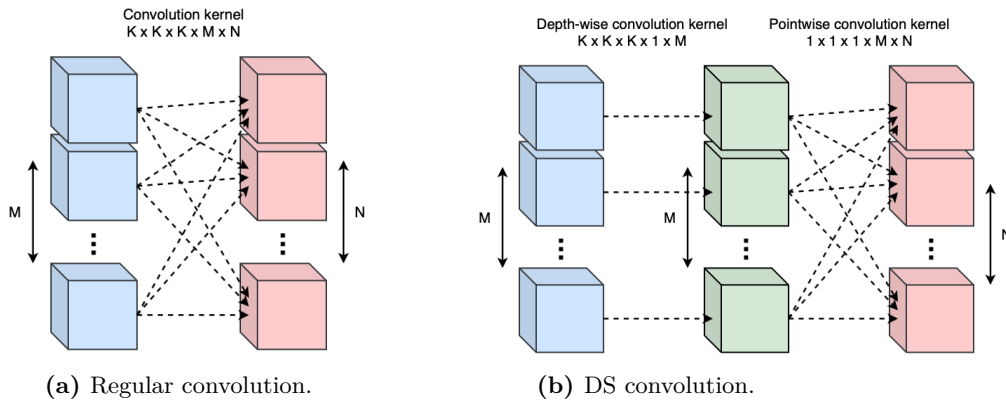 Convolution kernel
K x K x K x M x N
M
N
(a) Regular convolution.
Depth-wise convolution kernel
K x K x K x 1 x M
Pointwise convolution kernel
1 x 1 x 1 x M x N
M
M
N
(b) DS convolution.